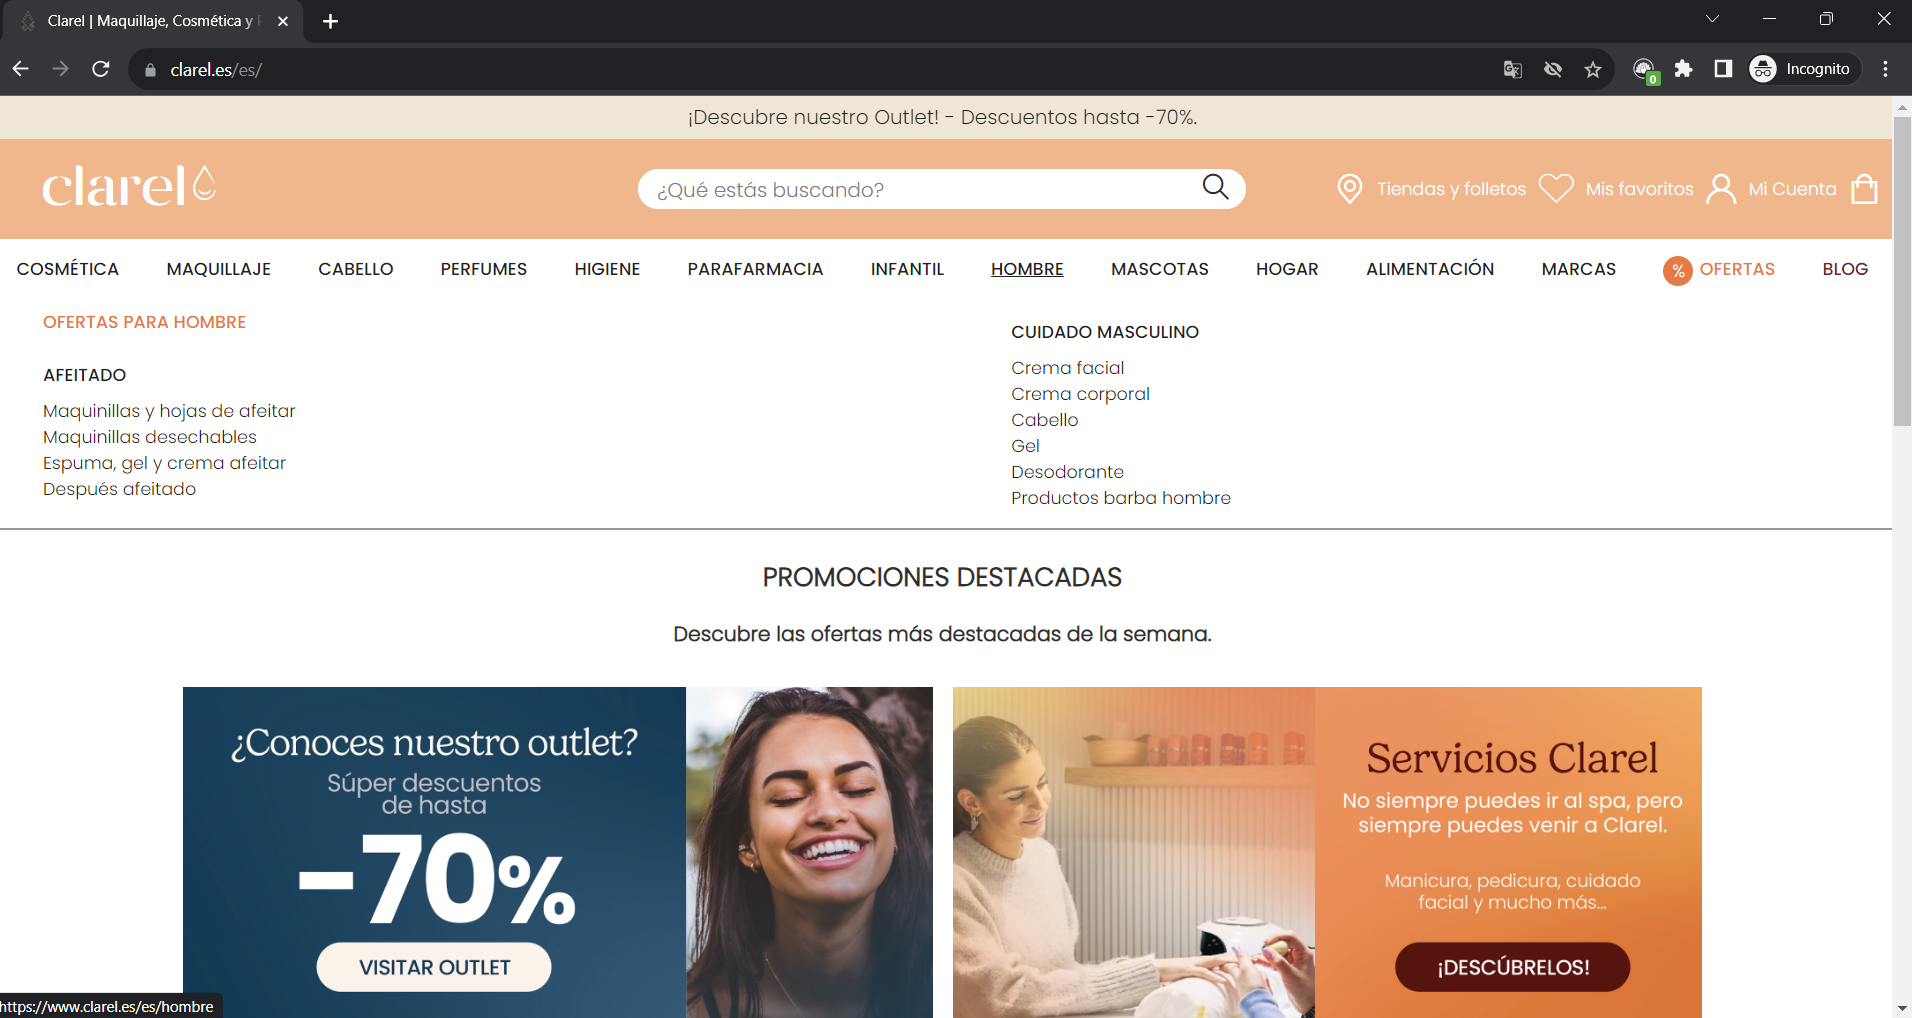 Clarel | Maquillaje, Cosmética y
clarel.es/es/
0
Incognito
¡Descubre nuestro Outlet! - Descuentos hasta -70%.
clarel
¿Qué estás buscando?
Tiendas y folletos
Mis favoritos
Mi Cuenta
COSMÉTICA
MAQUILLAJE
CABELLO
PERFUMES
HIGIENE
PARAFARMACIA
INFANTIL
HOMBRE
MASCOTAS
HOGAR
ALIMENTACIÓN
MARCAS
% OFERTAS
BLOG
OFERTAS PARA HOMBRE
AFEITADO
Maquinillas y hojas de afeitar
Maquinillas desechables
Espuma, gel y crema afeitar
Después afeitado
CUIDADO MASCULINO
Crema facial
Crema corporal
Cabello
Gel
Desodorante
Productos barba hombre
PROMOCIONES DESTACADAS
Descubre las ofertas más destacadas de la semana.
¿Conoces nuestro outlet?
Súper descuentos
de hasta
-70%
VISITAR OUTLET
Servicios Clarel
No siempre puedes ir al spa, pero
siempre puedes venir a Clarel.
Manicura, pedicura, cuidado
facial y mucho más...
¡DESCÚBRELOS!
https://www.clarel.es/es/hombre